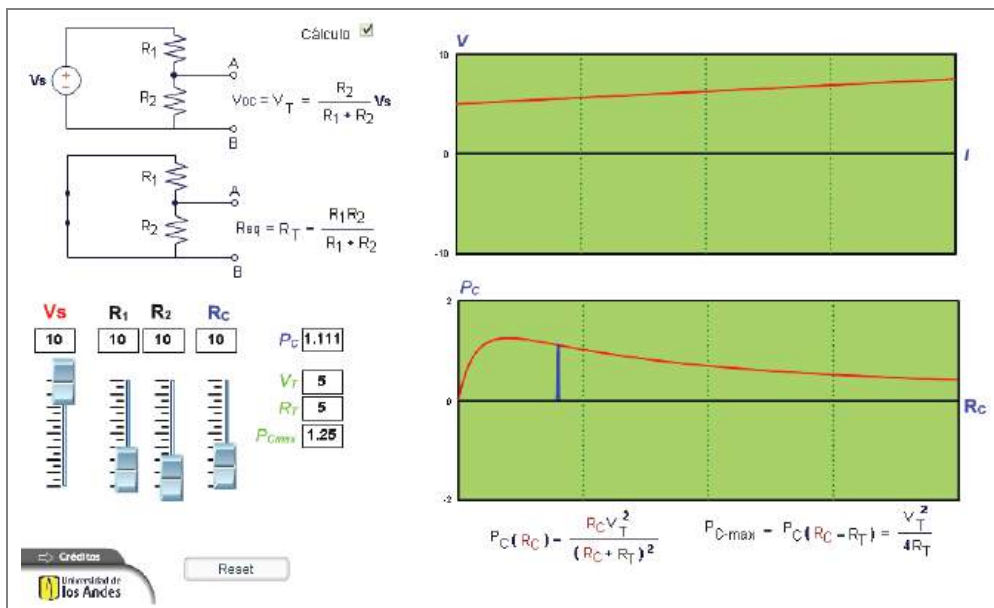 Cálculo
R1
Vs
A
R2
VOC = VT = R2 / (R1 + R2) Vs
B
R1
A
R2
Req = RT = R1R2 / (R1 + R2)
B
Vs R1 R2 RC
10 10 10 10
PC 1.111
VT 5
RT 5
PCmax 1.25
V
10
0
I
-10
PC
2
0
RC
-2
PC(RC) = RC VT² / (RC + RT)²
PC-max = PC(RC=RT) = VT² / 4RT
Créditos
Universidad de
los Andes
Reset